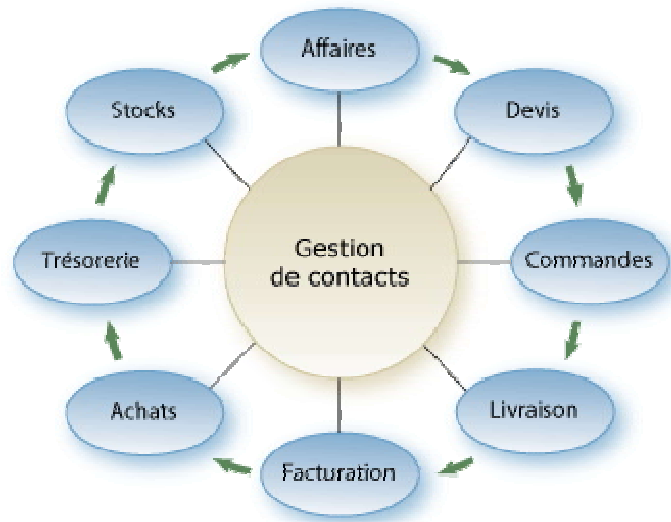 Affaires
Devis
Commandes
Livraison
Facturation
Achats
Trésorerie
Stocks
Gestion
de contacts